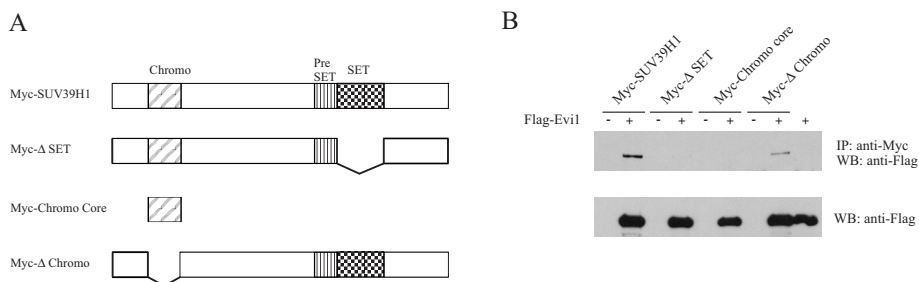 A
Chromo
Pre
SET
SET
Myc-SUV39H1
Myc-Δ SET
Myc-Chromo Core
Myc-Δ Chromo
B
Myc-SUV39H1
Myc-Δ SET
Myc-Chromo core
Myc-Δ Chromo
Flag-Evi1 - + - + - + - + +
IP: anti-Myc
WB: anti-Flag
WB: anti-Flag